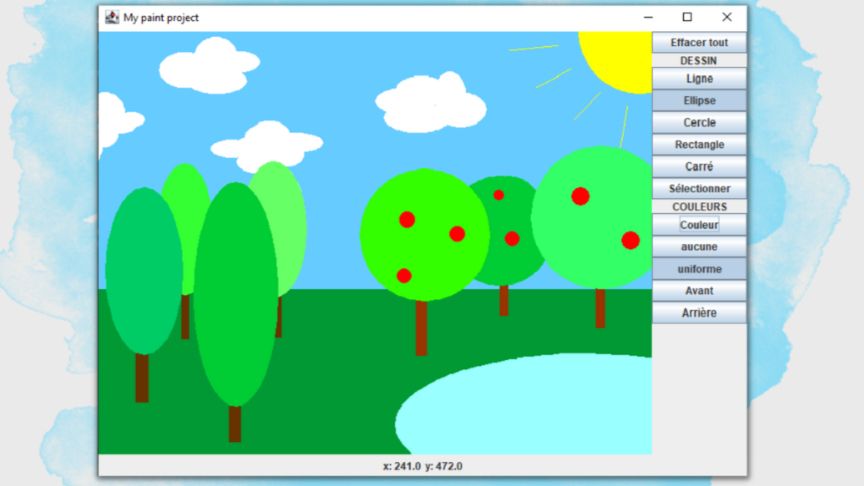 My paint project
Effacer tout
DESSIN
Ligne
Ellipse
Cercle
Rectangle
Carré
Sélectionner
COULEURS
Couleur
aucune
uniforme
Avant
Arrière
x: 241.0 y: 472.0